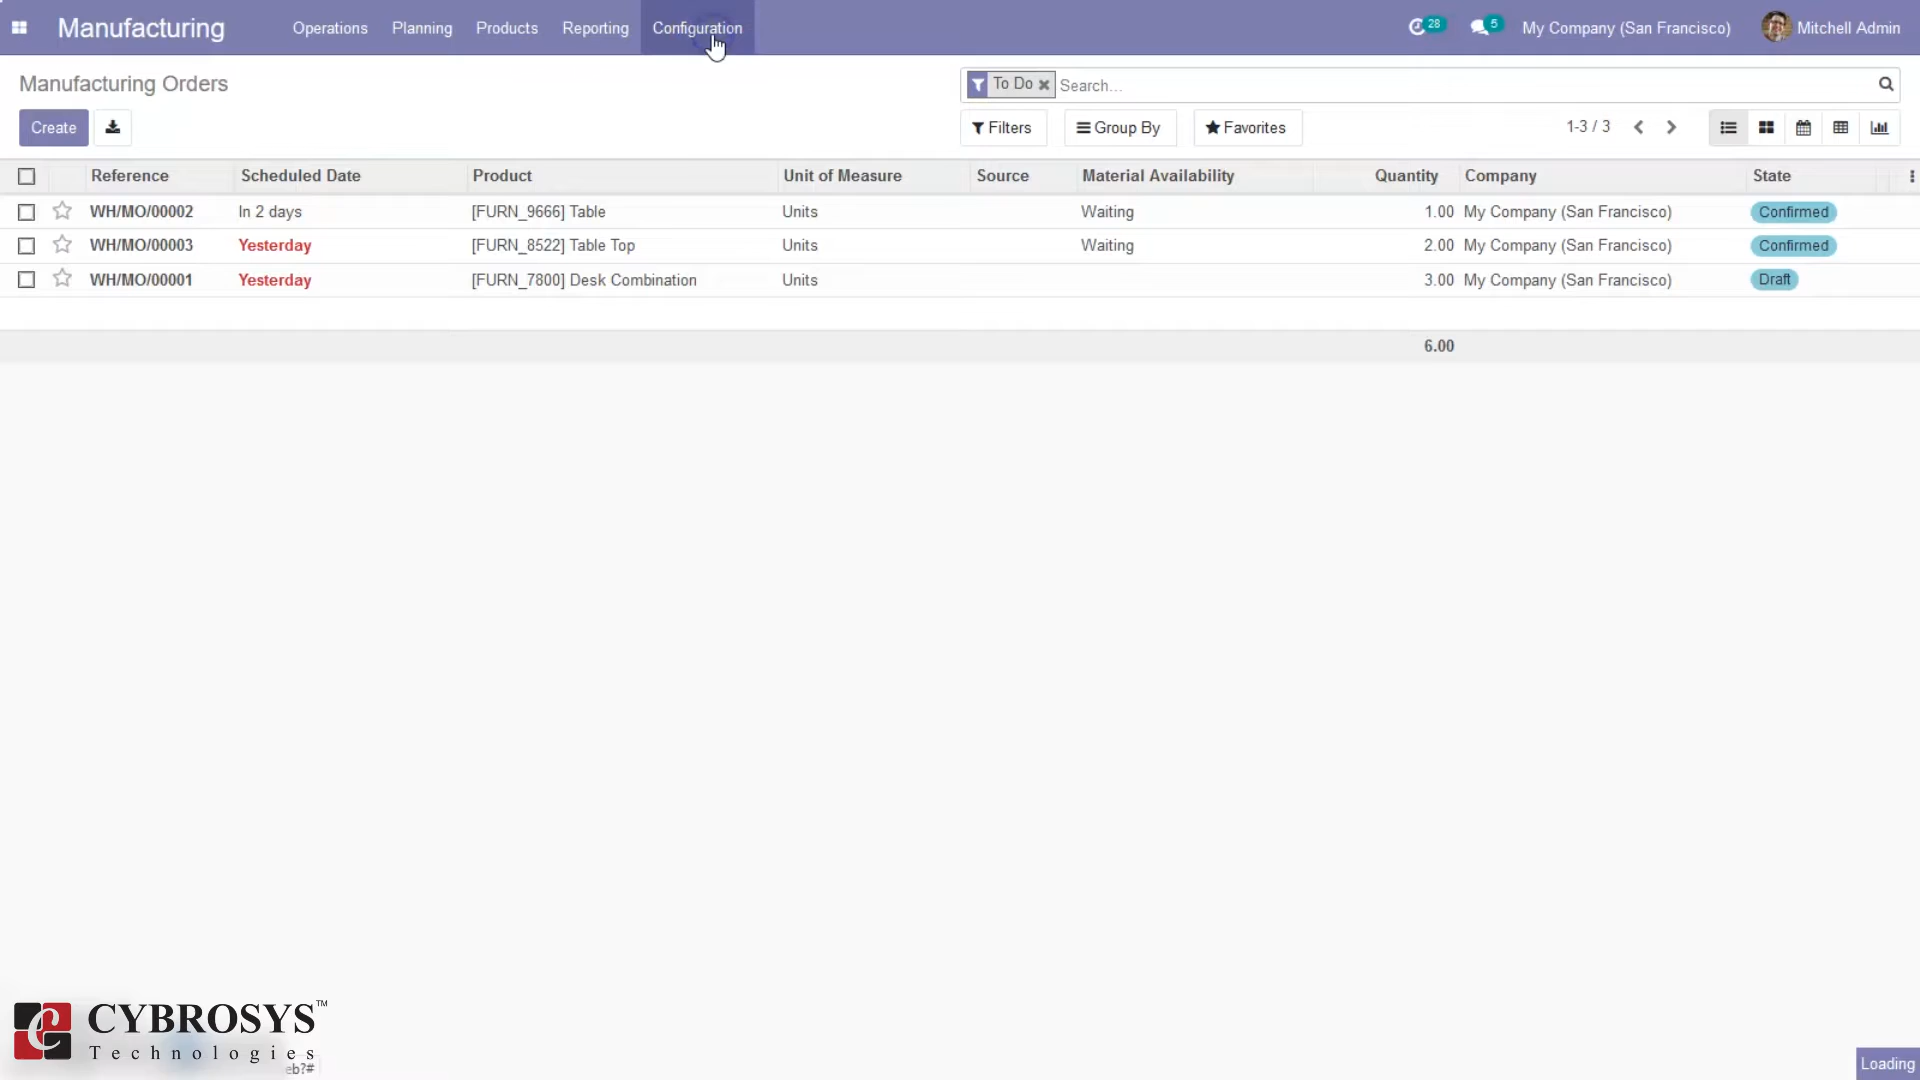 Manufacturing Operations Planning Products Reporting Configuration 28 5 My Company (San Francisco) Mitchell Admin
Manufacturing Orders To Do Search...
Create Filters Group By Favorites 1-3 / 3
Reference Scheduled Date Product Unit of Measure Source Material Availability Quantity Company State
WH/MO/00002 In 2 days [FURN_9666] Table Units Waiting 1.00 My Company (San Francisco) Confirmed
WH/MO/00003 Yesterday [FURN_8522] Table Top Units Waiting 2.00 My Company (San Francisco) Confirmed
WH/MO/00001 Yesterday [FURN_7800] Desk Combination Units 3.00 My Company (San Francisco) Draft
6.00
CYBROSYS™
Technologies
eb?#
Loading